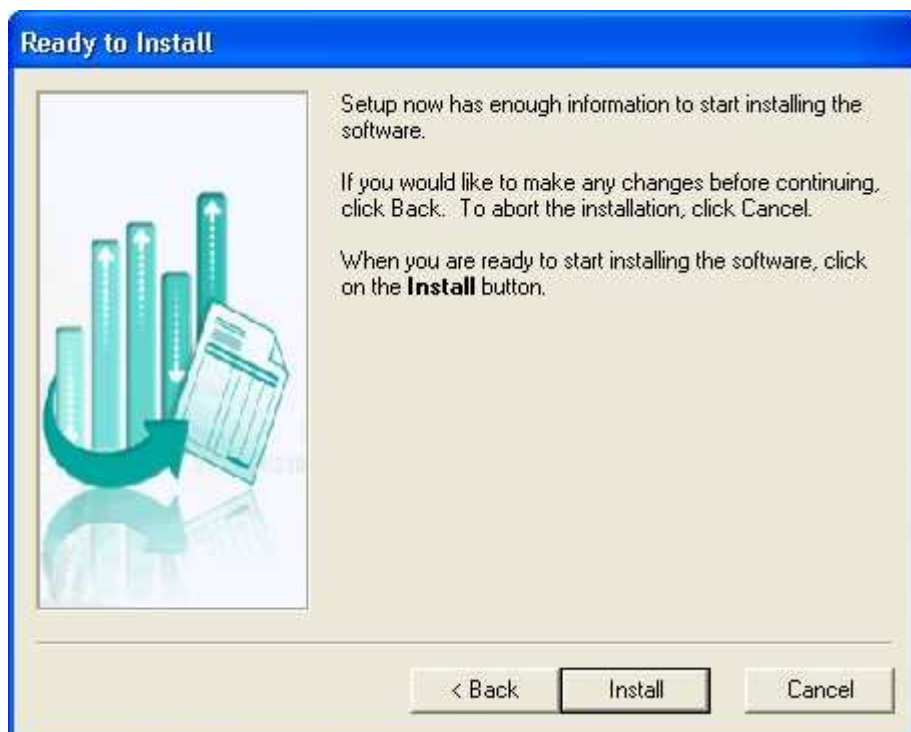 Ready to Install
Setup now has enough information to start installing the
software.
If you would like to make any changes before continuing,
click Back.  To abort the installation, click Cancel.
When you are ready to start installing the software, click
on the Install button.
< Back
Install
Cancel